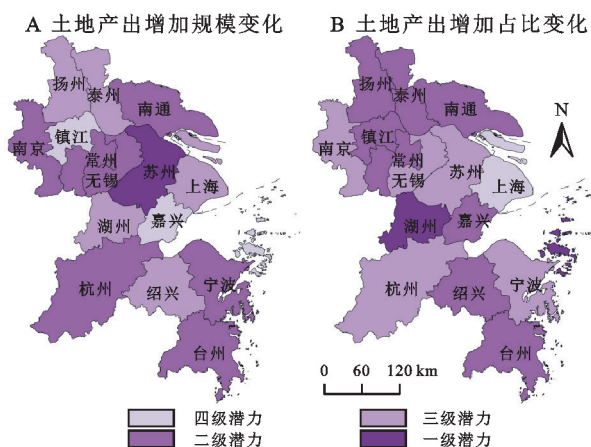 A 土地产出增加规模变化
B 土地产出增加占比变化
扬州
泰州
南通
镇江
南京
常州
无锡
苏州
上海
湖州
嘉兴
杭州
绍兴
宁波
台州
扬州
泰州
南通
N
镇江
南京
常州
无锡
苏州
上海
湖州
嘉兴
杭州
绍兴
宁波
台州
0 60 120 km
四级潜力
三级潜力
二级潜力
一级潜力